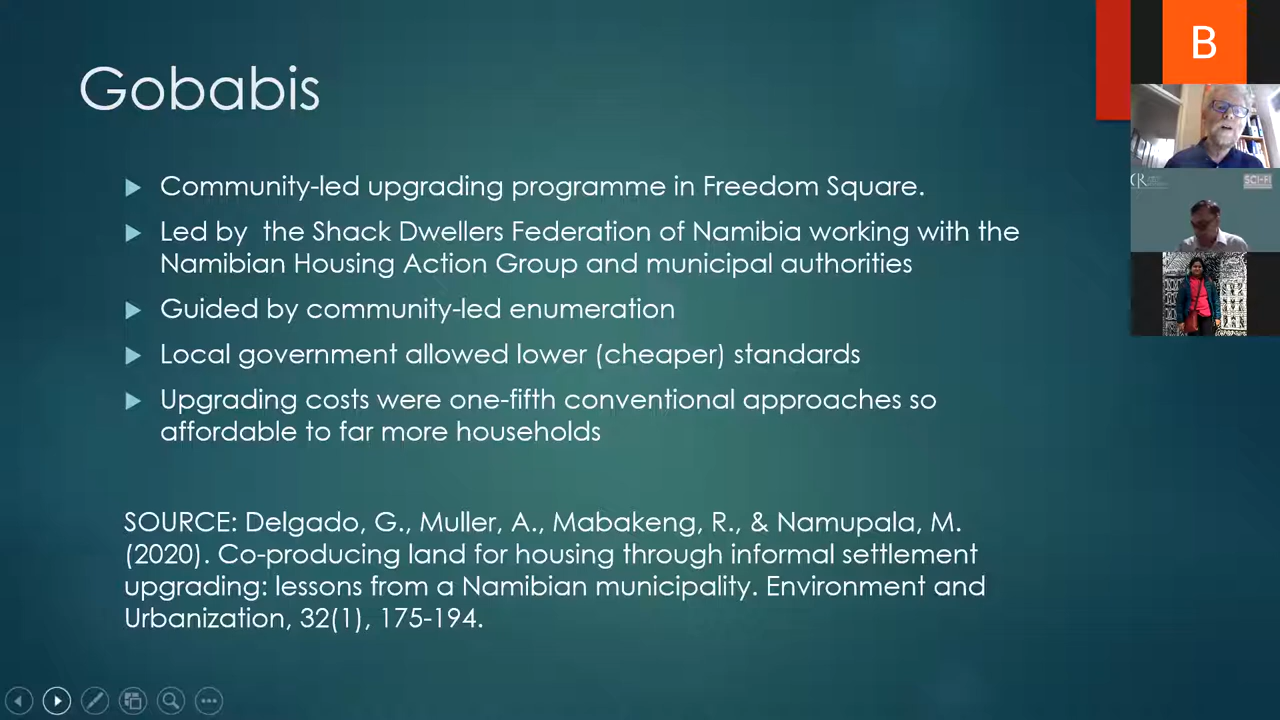 Gobabis
Community-led upgrading programme in Freedom Square.
Led by the Shack Dwellers Federation of Namibia working with the
Namibian Housing Action Group and municipal authorities
Guided by community-led enumeration
Local government allowed lower (cheaper) standards
Upgrading costs were one-fifth conventional approaches so
affordable to far more households
SOURCE: Delgado, G., Muller, A., Mabakeng, R., & Namupala, M.
(2020). Co-producing land for housing through informal settlement
upgrading: lessons from a Namibian municipality. Environment and
Urbanization, 32(1), 175-194.
B
SCI-FI